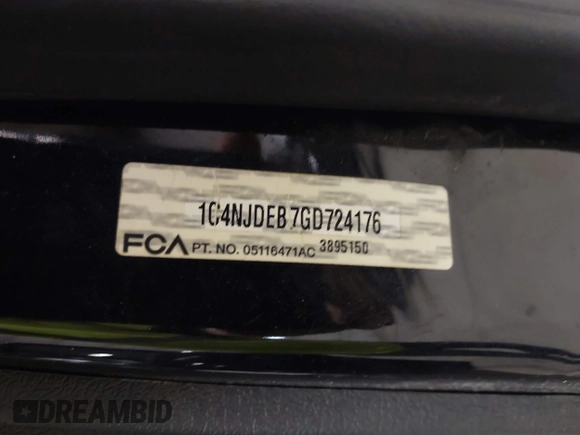 1C4NJDEB7GD724176
FCA PT. NO. 05116471AC 3895150
DREAMBID